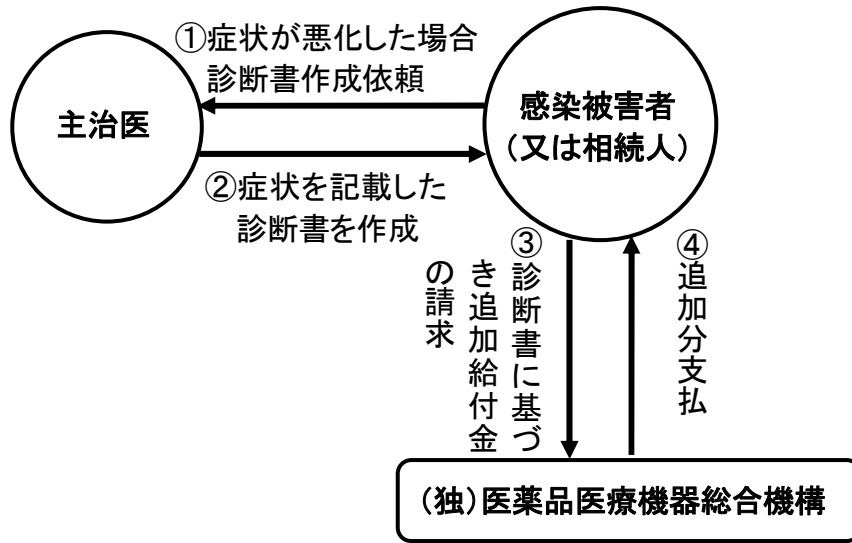 ①症状が悪化した場合
診断書作成依頼
主治医
感染被害者
(又は相続人)
②症状を記載した
診断書を作成
③診断書に基づ
き追加給付金
の請求
④追加分支払
(独)医薬品医療機器総合機構